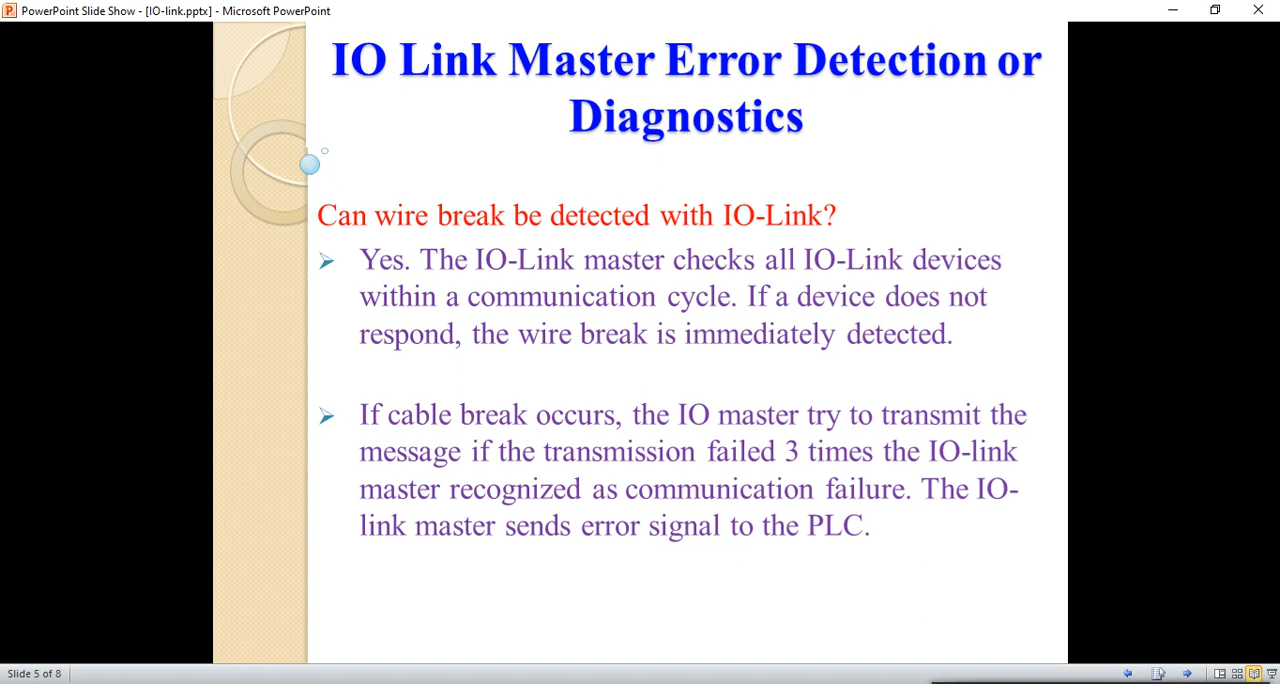 PowerPoint Slide Show - [IO-link.pptx] - Microsoft PowerPoint
IO Link Master Error Detection or
Diagnostics
Can wire break be detected with IO-Link?
Yes. The IO-Link master checks all IO-Link devices
within a communication cycle. If a device does not
respond, the wire break is immediately detected.
If cable break occurs, the IO master try to transmit the
message if the transmission failed 3 times the IO-link
master recognized as communication failure. The IO-
link master sends error signal to the PLC.
Slide 5 of 8